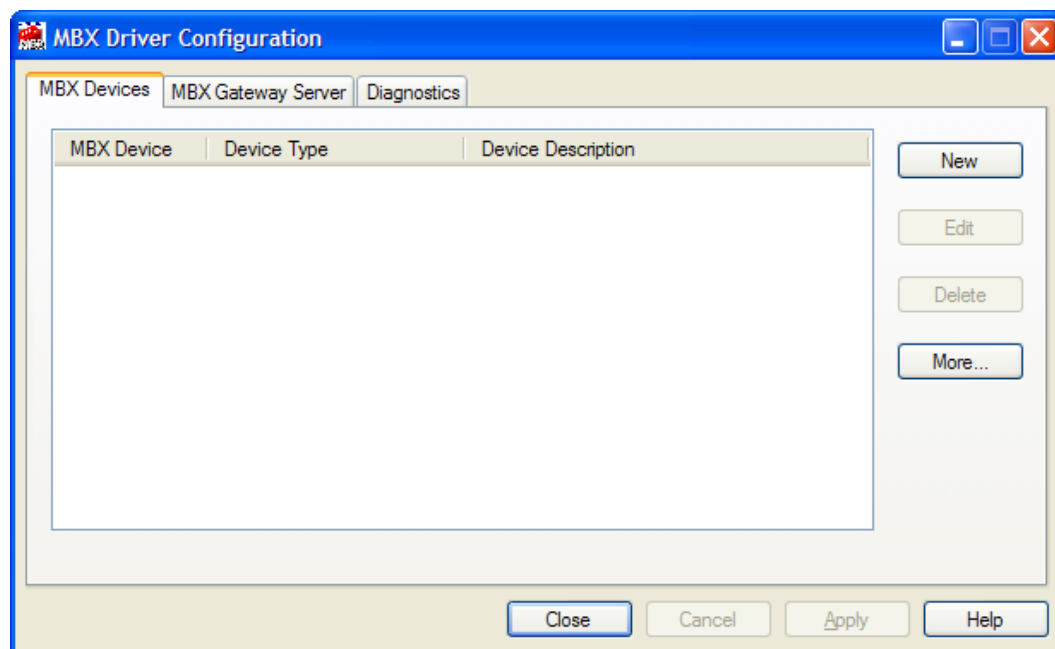 MBX Driver Configuration
MBX Devices MBX Gateway Server Diagnostics
MBX Device Device Type Device Description
New
Edit
Delete
More...
Close Cancel Apply Help